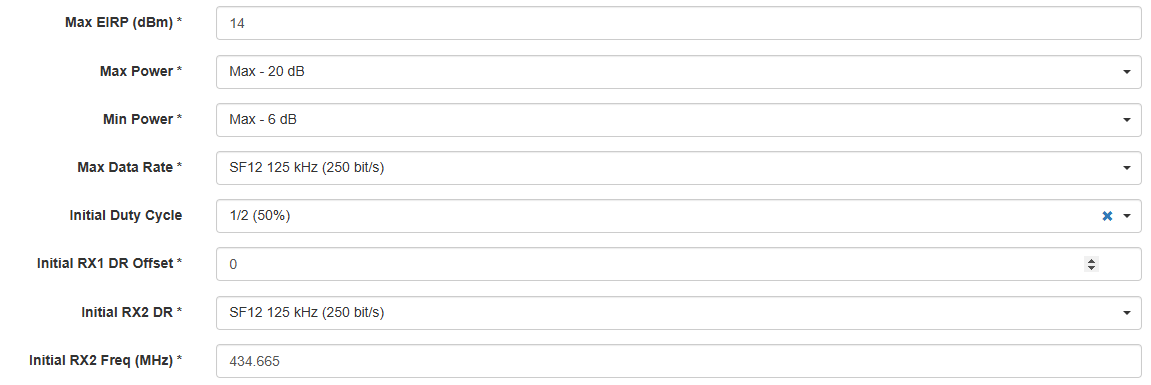 Max EIRP (dBm) * 14
Max Power * Max - 20 dB
Min Power * Max - 6 dB
Max Data Rate * SF12 125 kHz (250 bit/s)
Initial Duty Cycle 1/2 (50%)
Initial RX1 DR Offset * 0
Initial RX2 DR * SF12 125 kHz (250 bit/s)
Initial RX2 Freq (MHz) * 434.665